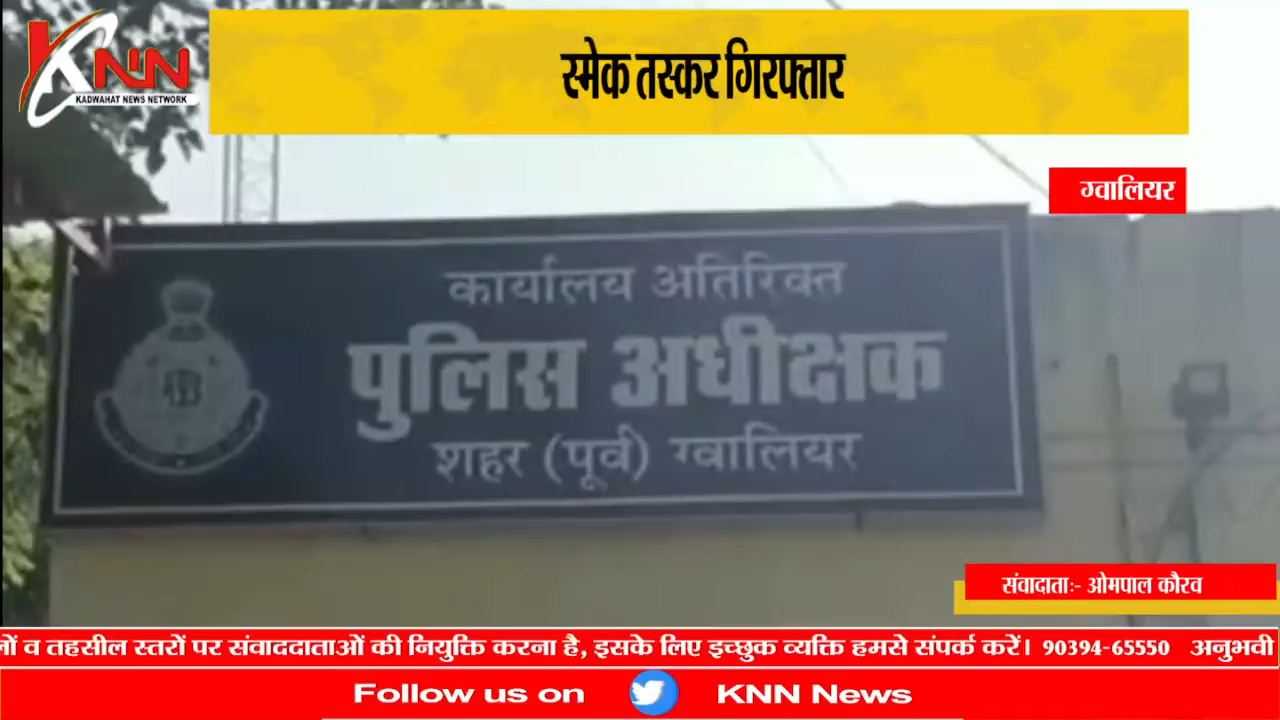 KNN
KADWAHAT NEWS NETWORK
स्मेक तस्कर गिरफ्तार
ग्वालियर
कार्यालय अतिरिक्त
पुलिस अधीक्षक
शहर (पूर्व) ग्वालियर
संवादाताः- ओमपाल कौरव
व तहसील स्तरों पर संवाददाताओं की नियुक्ति करना है, इसके लिए इच्छुक व्यक्ति हमसे संपर्क करें। 90394-65550 अनुभवी
Follow us on KNN News